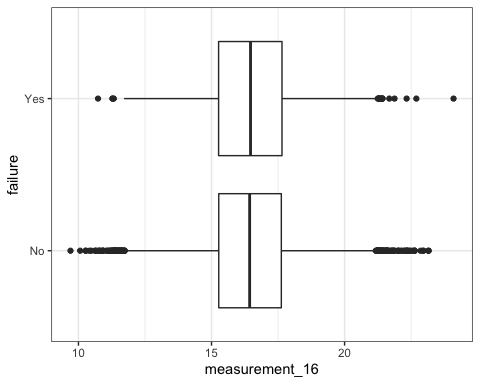 Yes
No
failure
10
15
20
measurement_16